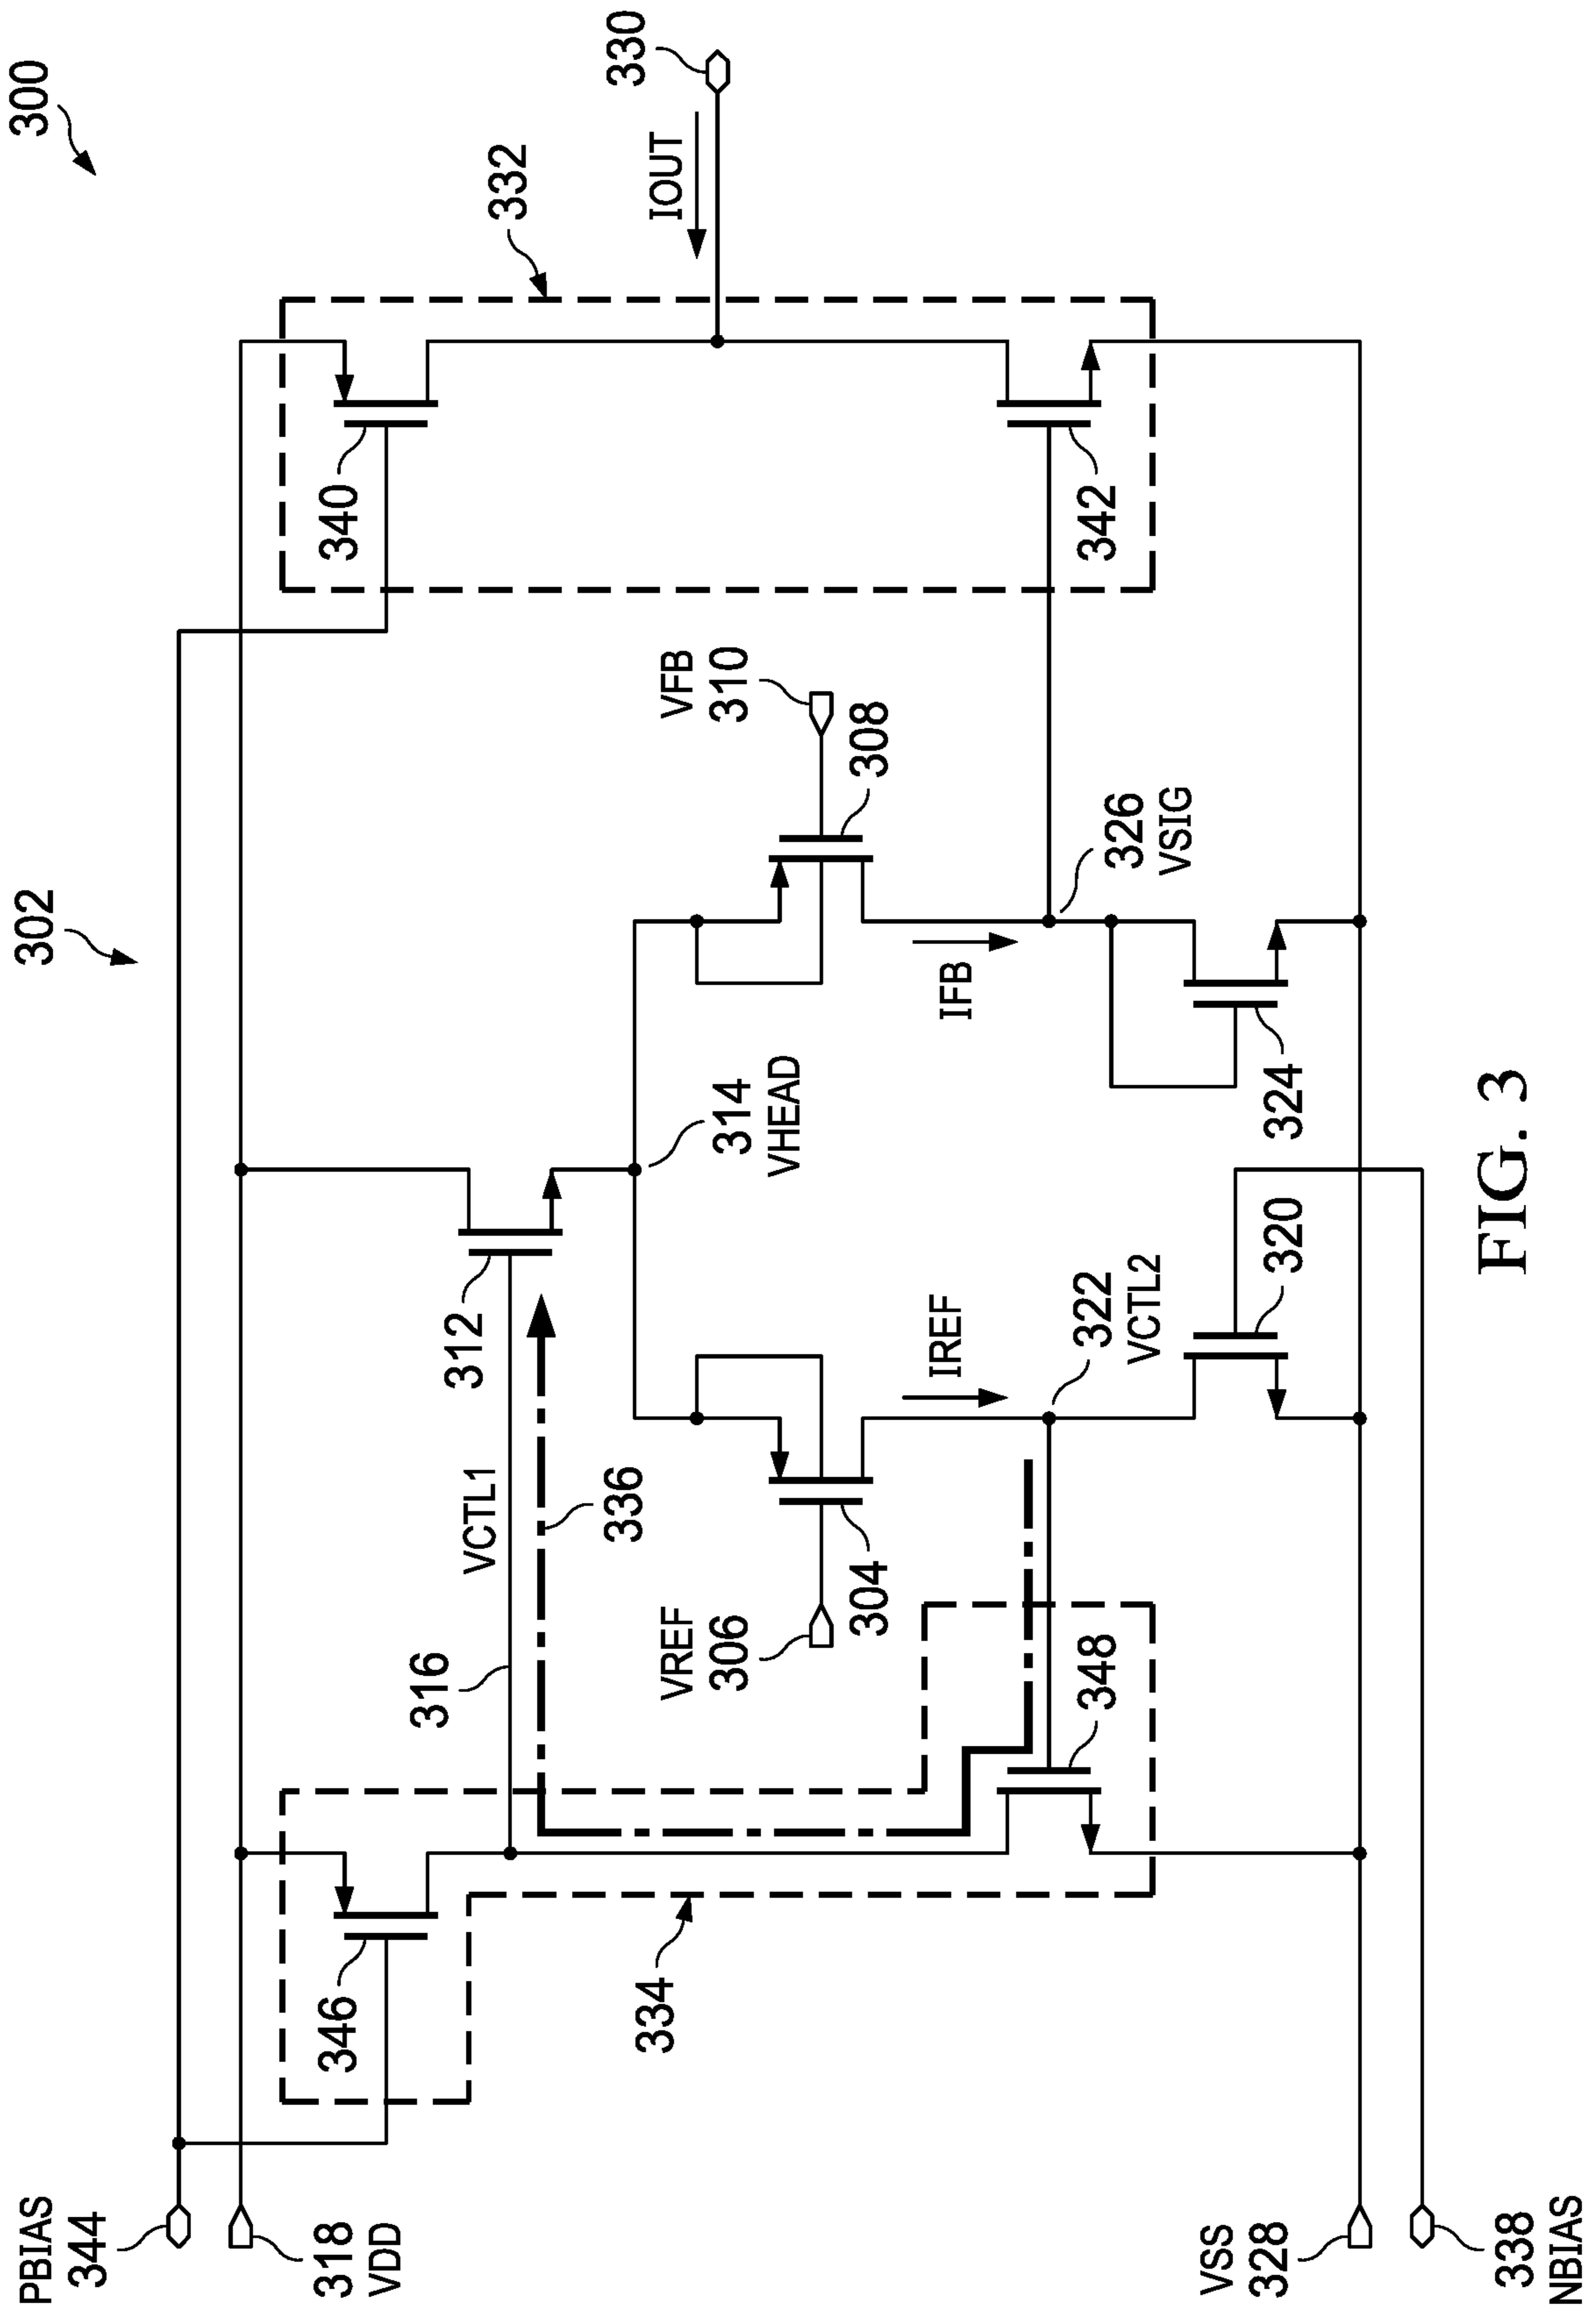 300
302
PBIAS
344
318
VDD
346
340
332
312
VCTL1
316
314
VHEAD
336
334
VREF
306
304
VFB
310
308
IOUT
330
IREF
IFB
322
VCTL2
326
VSIG
348
342
320
324
VSS
328
338
NBIAS
FIG. 3